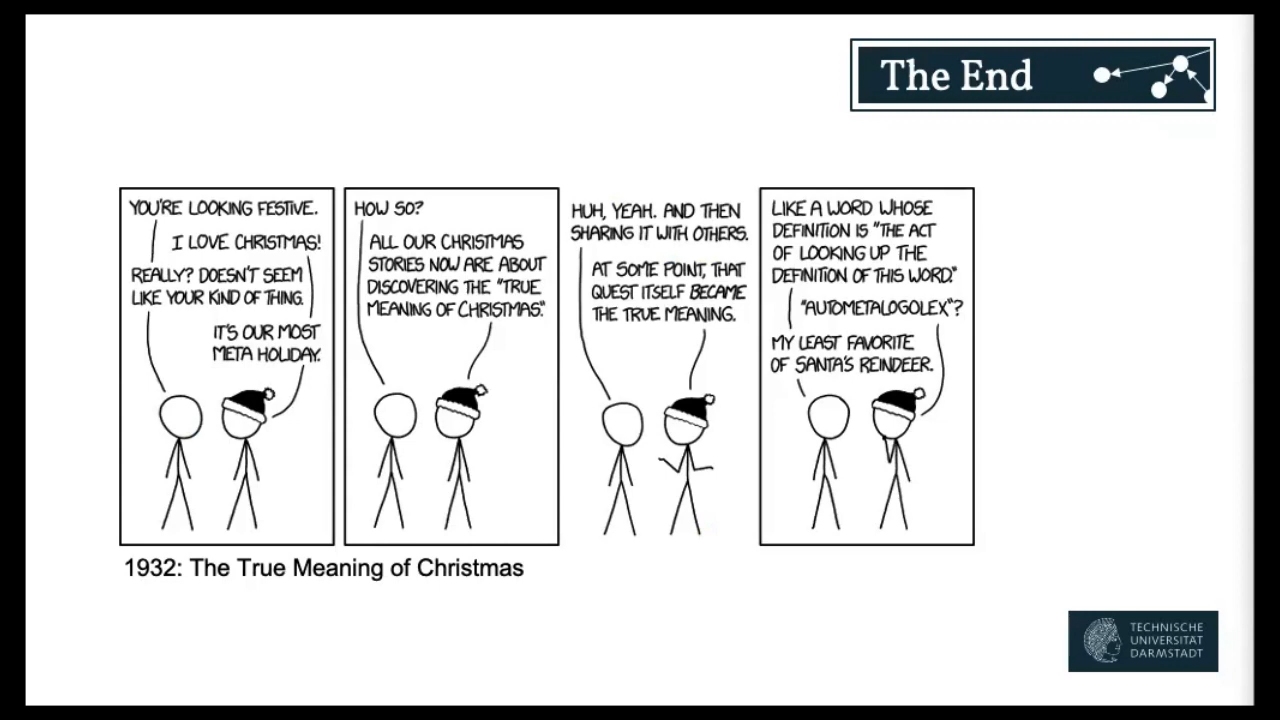 The End
YOU'RE LOOKING FESTIVE.
I LOVE CHRISTMAS!
REALLY? DOESN'T SEEM
LIKE YOUR KIND OF THING.
IT'S OUR MOST
META HOLIDAY.
HOW SO?
ALL OUR CHRISTMAS
STORIES NOW ARE ABOUT
DISCOVERING THE "TRUE
MEANING OF CHRISTMAS."
HUH, YEAH. AND THEN
SHARING IT WITH OTHERS.
AT SOME POINT, THAT
QUEST ITSELF BECAME
THE TRUE MEANING.
LIKE A WORD WHOSE
DEFINITION IS "THE ACT
OF LOOKING UP THE
DEFINITION OF THIS WORD."
"AUTOMETALOGOLEX"?
MY LEAST FAVORITE
OF SANTA'S REINDEER.
1932: The True Meaning of Christmas
TECHNISCHE
UNIVERSITÄT
DARMSTADT